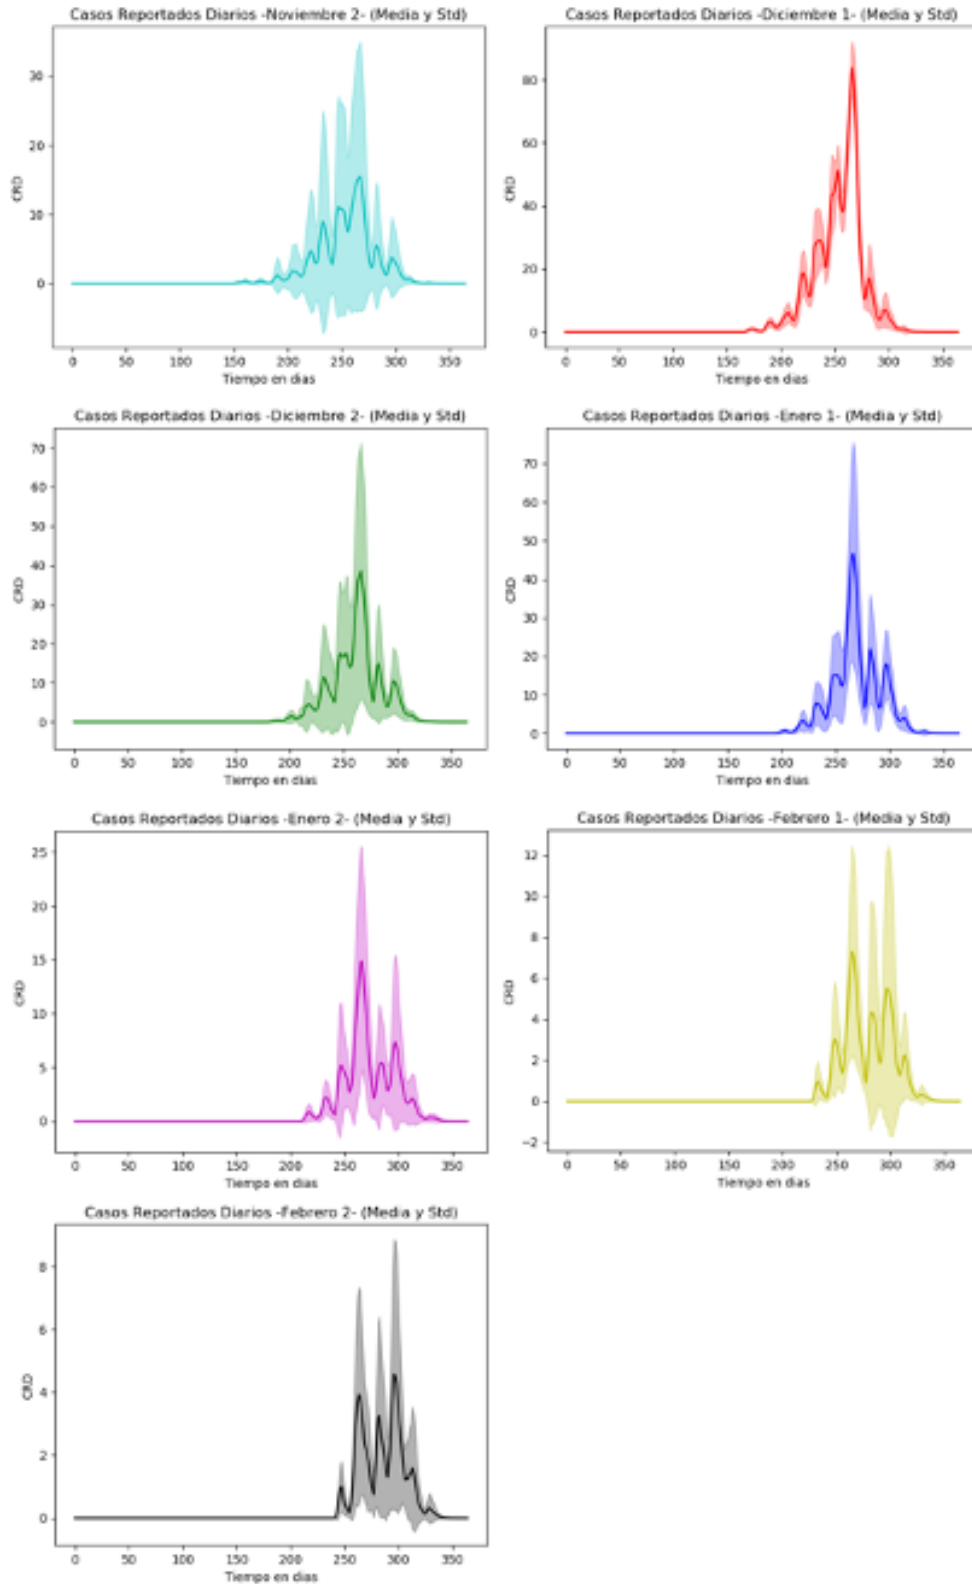 Casos Reportados Diarios -Noviembre 2- (Media y Std)
30
20
10
0
CRD
0 50 100 150 200 250 300 350
Tiempo en dias
Casos Reportados Diarios -Diciembre 1- (Media y Std)
80
60
40
20
0
CRD
0 50 100 150 200 250 300 350
Tiempo en dias
Casos Reportados Diarios -Diciembre 2- (Media y Std)
70
60
50
40
30
20
10
0
CRD
0 50 100 150 200 250 300 350
Tiempo en dias
Casos Reportados Diarios -Enero 1- (Media y Std)
70
60
50
40
30
20
10
0
CRD
0 50 100 150 200 250 300 350
Tiempo en dias
Casos Reportados Diarios -Enero 2- (Media y Std)
25
20
15
10
5
0
CRD
0 50 100 150 200 250 300 350
Tiempo en dias
Casos Reportados Diarios -Febrero 1- (Media y Std)
12
10
8
6
4
2
0
−2
CRD
0 50 100 150 200 250 300 350
Tiempo en dias
Casos Reportados Diarios -Febrero 2- (Media y Std)
8
6
4
2
0
CRD
0 50 100 150 200 250 300 350
Tiempo en dias